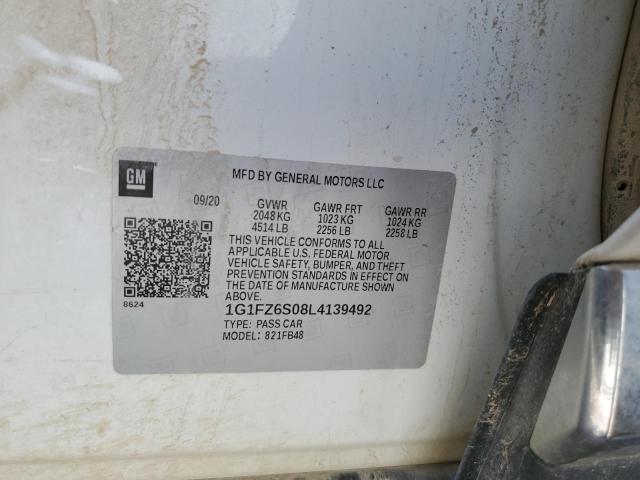 GM
MFD BY GENERAL MOTORS LLC
09/20
GVWR GAWR FRT GAWR RR
2048 KG 1023 KG 1024 KG
4514 LB 2256 LB 2258 LB
THIS VEHICLE CONFORMS TO ALL
APPLICABLE U.S. FEDERAL MOTOR
VEHICLE SAFETY, BUMPER, AND THEFT
PREVENTION STANDARDS IN EFFECT ON
THE DATE OF MANUFACTURE SHOWN
ABOVE.
8624
1G1FZ6S08L4139492
TYPE: PASS CAR
MODEL: 821FB48